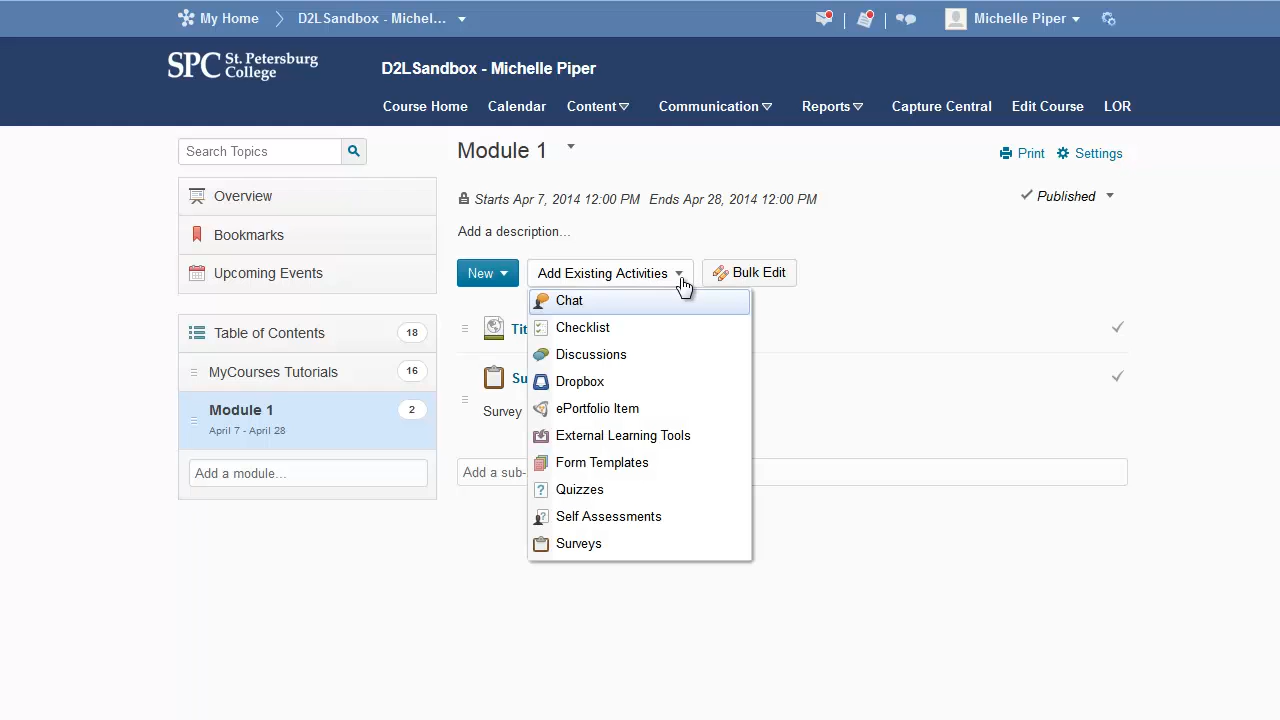 My Home
D2LSandbox - Michel...
Michelle Piper
SPC St. Petersburg College
D2LSandbox - Michelle Piper
Course Home
Calendar
Content
Communication
Reports
Capture Central
Edit Course
LOR
Search Topics
Overview
Bookmarks
Upcoming Events
Table of Contents 18
MyCourses Tutorials 16
Module 1 2
April 7 - April 28
Add a module...
Module 1
Print
Settings
Starts Apr 7, 2014 12:00 PM Ends Apr 28, 2014 12:00 PM
Published
Add a description...
New
Add Existing Activities
Bulk Edit
Chat
Checklist
Discussions
Dropbox
ePortfolio Item
External Learning Tools
Form Templates
Quizzes
Self Assessments
Surveys
Tit
Su
Survey
Add a sub-